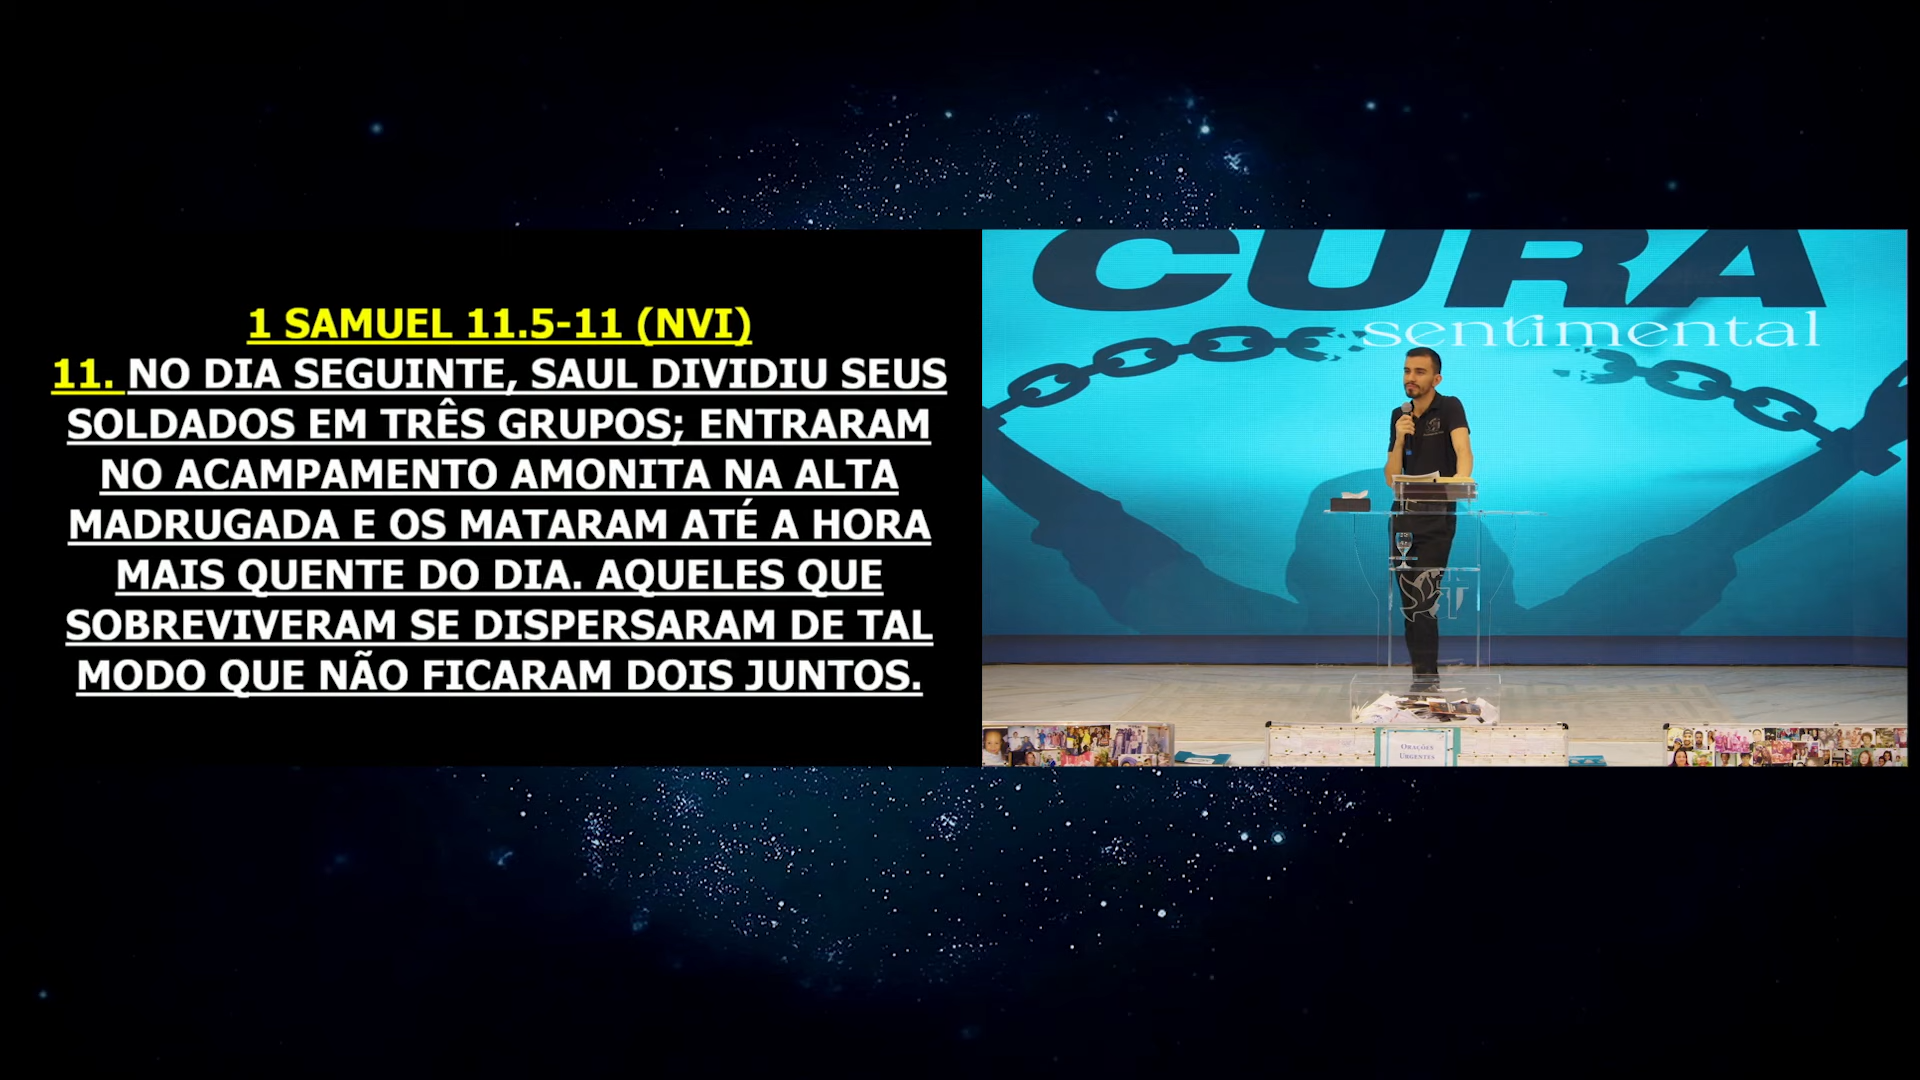 1 SAMUEL 11.5-11 (NVI)
11. NO DIA SEGUINTE, SAUL DIVIDIU SEUS
SOLDADOS EM TRÊS GRUPOS; ENTRARAM
NO ACAMPAMENTO AMONITA NA ALTA
MADRUGADA E OS MATARAM ATÉ A HORA
MAIS QUENTE DO DIA. AQUELES QUE
SOBREVIVERAM SE DISPERSARAM DE TAL
MODO QUE NÃO FICARAM DOIS JUNTOS.
CURA
sentimental
Orações
Urgentes